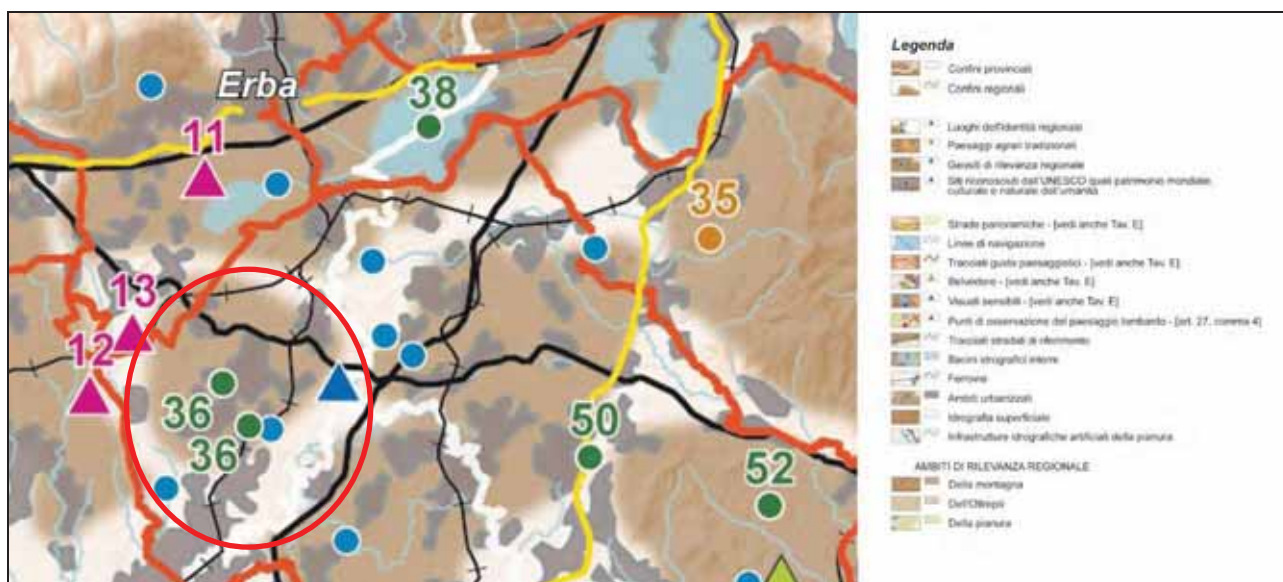 Erba
38
11
35
13
12
36
36
50
52
Legenda
Confini provinciali
Confini regionali
Luoghi dell'identità regionale
Paesaggi agrari tradizionali
Geositi di rilevanza regionale
Siti riconosciuti dall'UNESCO quali patrimonio mondiale,
culturale e naturale dell'umanità
Strade panoramiche - [vedi anche Tav. E]
Linee di navigazione
Tracciati guida paesaggistici - [vedi anche Tav. E]
Belvedere - [vedi anche Tav. E]
Visuali sensibili - [vedi anche Tav. E]
Punti di osservazione del paesaggio lombardo - [art. 27, comma 4]
Tracciati stradali di riferimento
Bacini idrografici interni
Ferrovie
Ambiti urbanizzati
Idrografia superficiale
Infrastrutture idrografiche artificiali della pianura
AMBITI DI RILEVANZA REGIONALE
Della montagna
Dell'Oltrepò
Della pianura